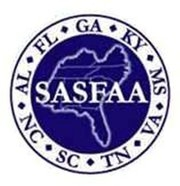 AL ◆ FL ◆ GA ◆ KY ◆ MS ◆ VA ◆ TN ◆ SC ◆ NC ◆
SASFAA